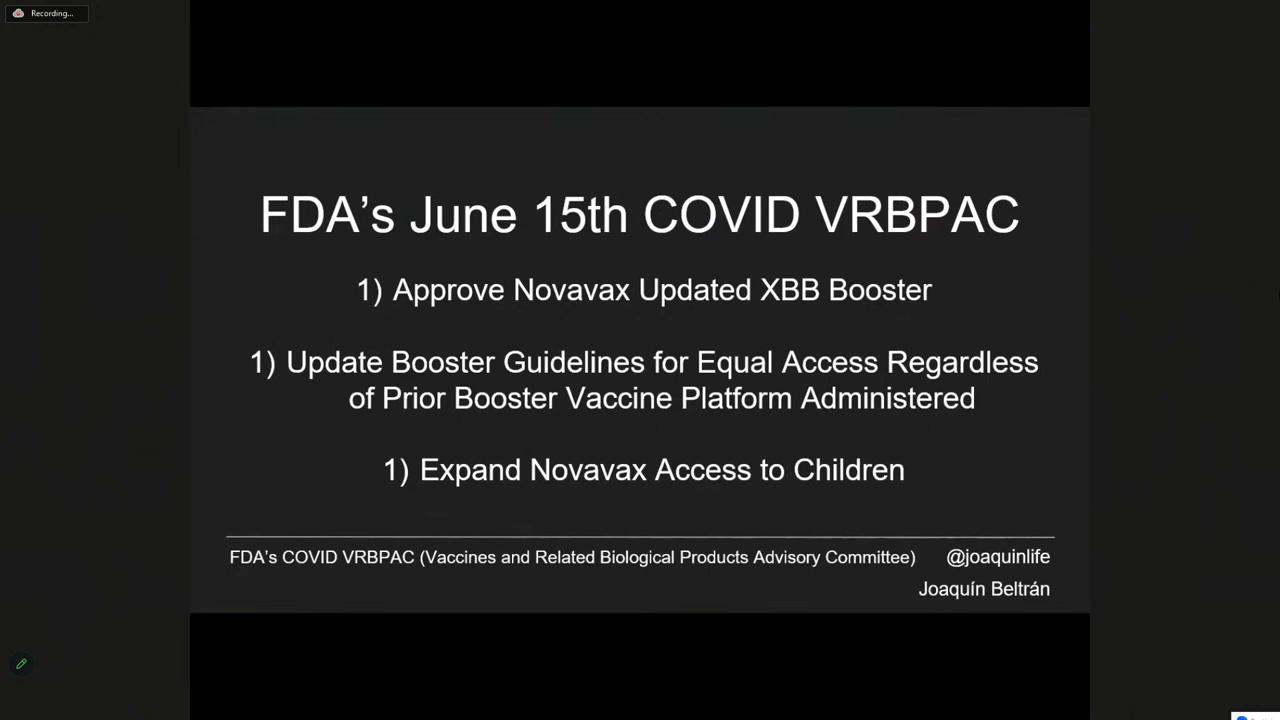 Recording...
FDA’s June 15th COVID VRBPAC
1) Approve Novavax Updated XBB Booster
1) Update Booster Guidelines for Equal Access Regardless
of Prior Booster Vaccine Platform Administered
1) Expand Novavax Access to Children
FDA’s COVID VRBPAC (Vaccines and Related Biological Products Advisory Committee) @joaquinlife
Joaquín Beltrán